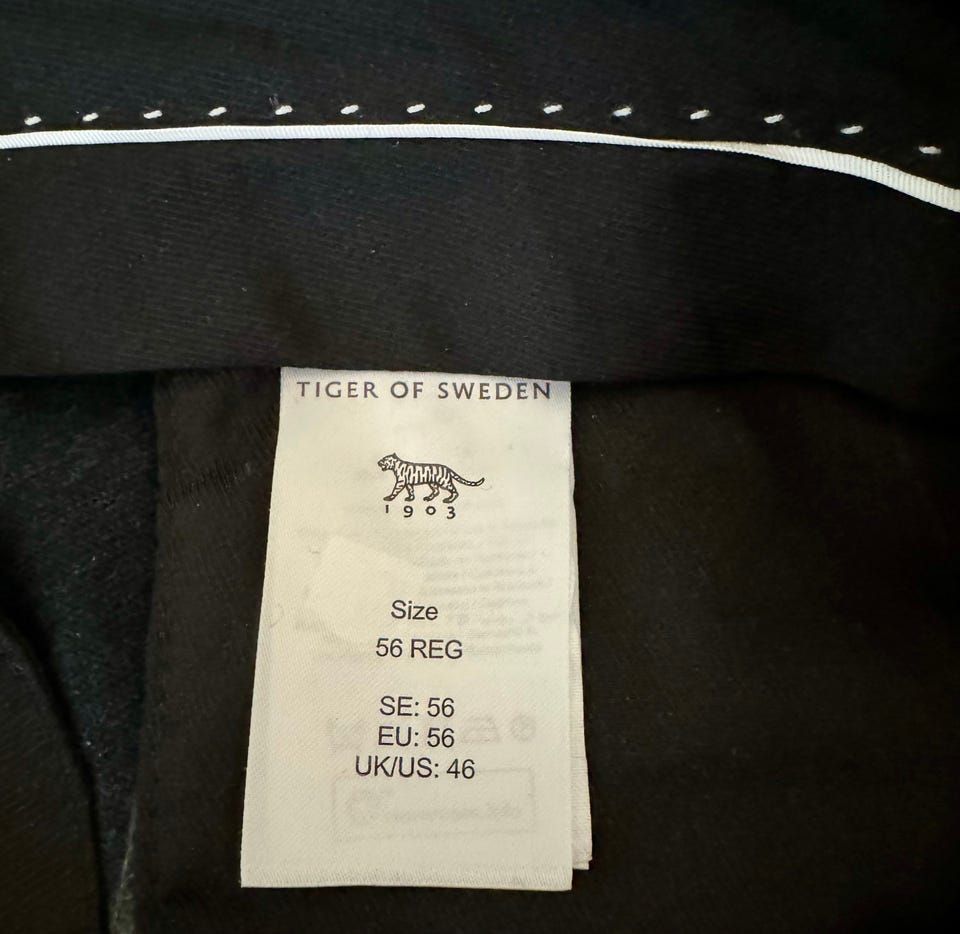 TIGER OF SWEDEN
1903
Size
56 REG
SE: 56
EU: 56
UK/US: 46